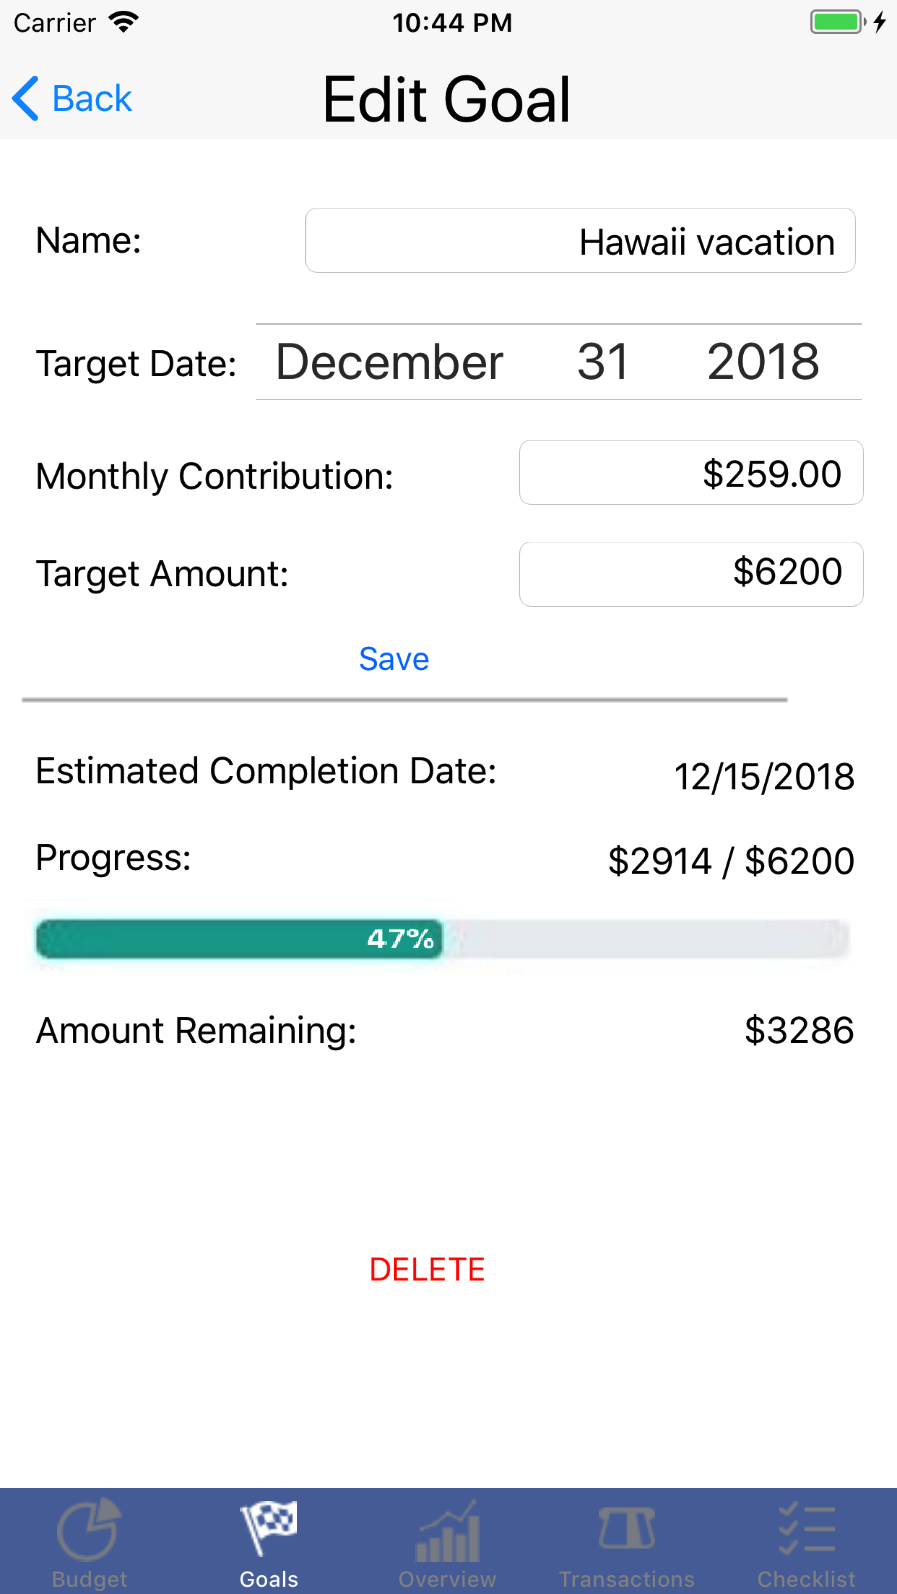 Carrier 10:44 PM
Back Edit Goal
Name: Hawaii vacation
Target Date: December 31 2018
Monthly Contribution: $259.00
Target Amount: $6200
Save
Estimated Completion Date: 12/15/2018
Progress: $2914 / $6200
47%
Amount Remaining: $3286
DELETE
Budget Goals Overview Transactions Checklist